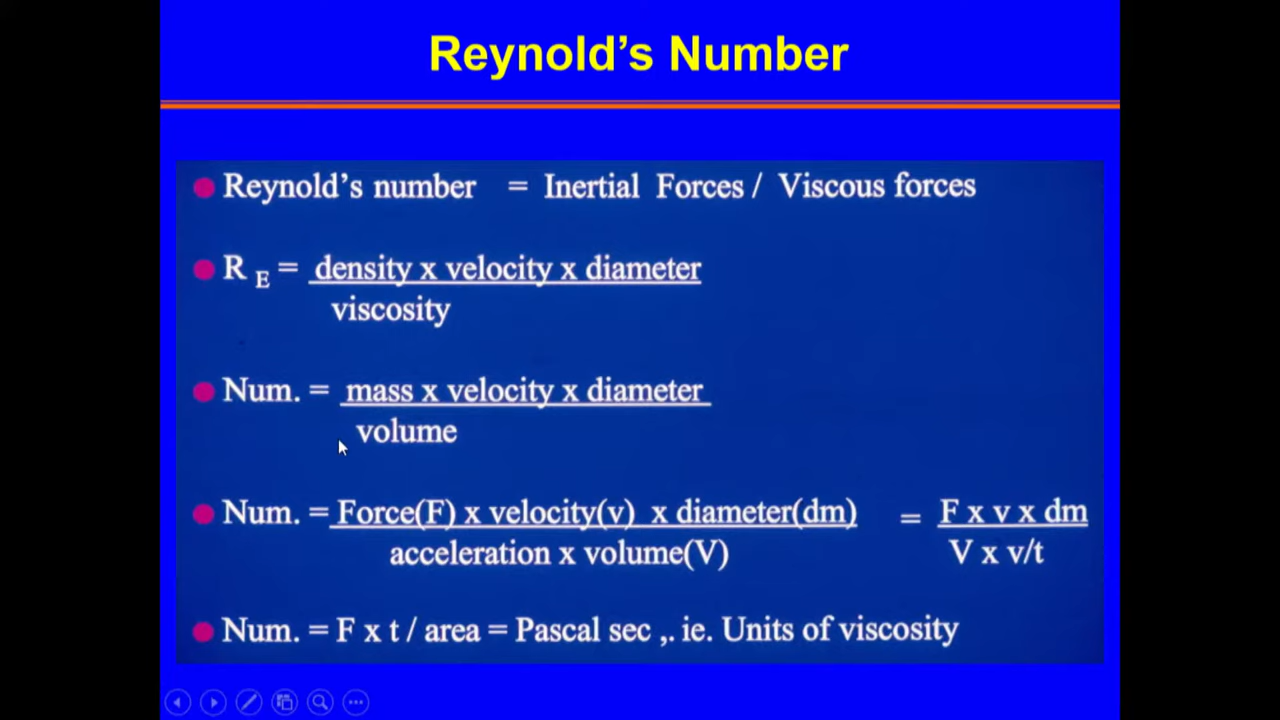 Reynold's Number
Reynold's number = Inertial Forces / Viscous forces
R E = density x velocity x diameter
viscosity
Num. = mass x velocity x diameter
volume
Num. = Force(F) x velocity(v) x diameter(dm) = F x v x dm
acceleration x volume(V) V x v/t
Num. = F x t / area = Pascal sec ,. ie. Units of viscosity